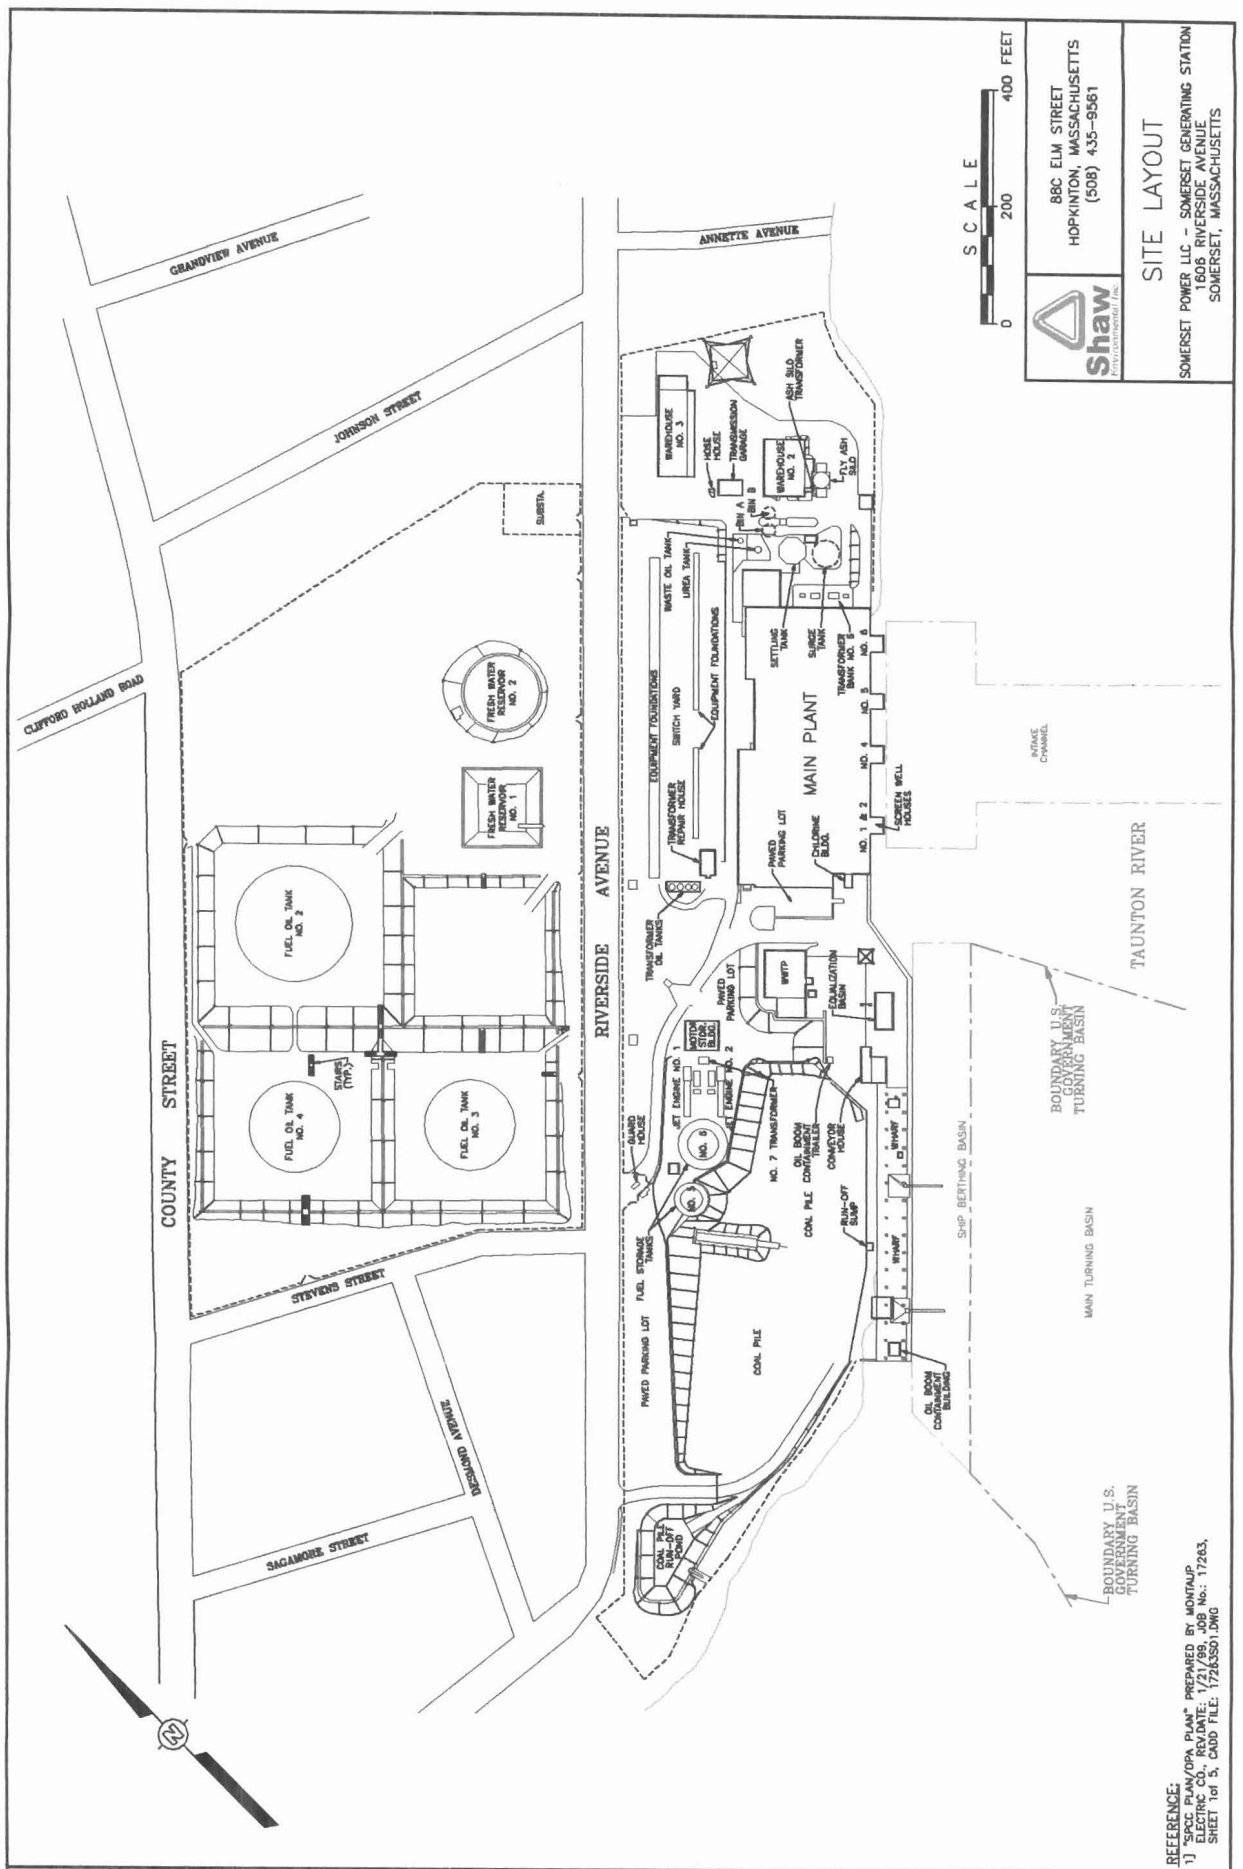 GRANDVIEW AVENUE
CLIFFORD HOLLAND ROAD
JOHNSON STREET
ANNETTE AVENUE
COUNTY STREET
RIVERSIDE AVENUE
STEVENS STREET
DESMOND AVENUE
SAGAMORE STREET
N
SUBSTA.
FRESH WATER
RESERVOIR
NO. 2
FRESH WATER
RESERVOIR
NO. 1
FUEL OIL TANK
NO. 2
FUEL OIL TANK
NO. 4
FUEL OIL TANK
NO. 3
STAIRS
(TYP.)
WAREHOUSE
NO. 3
HOSE
HOUSE
TRANSMISSION
GARAGE
WAREHOUSE
NO. 2
ASH SILO
TRANSFORMER
FLY ASH
SILO
BIN A
BIN B
WASTE OIL TANK
UREA TANK
EQUIPMENT FOUNDATIONS
SWITCH YARD
EQUIPMENT FOUNDATIONS
TRANSFORMER
REPAIR HOUSE
SETTLING
TANK
SURGE
TANK
TRANSFORMER
BANK NO. 6
MAIN PLANT
NO. 6
NO. 5
NO. 4
NO. 1 & 2
SCREEN WELL
HOUSES
CHLORINE
BLDG.
PAVED
PARKING LOT
TRANSFORMER
OIL TANKS
PAVED
PARKING LOT
WWTP
EQUALIZATION
BASIN
MOTOR
STOR.
BLDG.
JET ENGINE NO. 1
JET ENGINE NO. 2
GUARD
HOUSE
NO. 6
NO. 5
FUEL STORAGE
TANKS
NO. 7 TRANSFORMER
OIL BOOM
CONTAINMENT
TRAILER
COAL PILE
CONVEYOR
HOUSE
RUN-OFF
SUMP
WHARF
WHARF
PAVED PARKING LOT
COAL PILE
COAL PILE
RUN-OFF
POND
OIL BOOM
CONTAINMENT
BUILDING
INTAKE
CHANNEL
TAUNTON RIVER
SHIP BERTHING BASIN
MAIN TURNING BASIN
BOUNDARY U.S.
GOVERNMENT
TURNING BASIN
BOUNDARY U.S.
GOVERNMENT
TURNING BASIN
SCALE
0 200 400 FEET
Shaw
Environmental, Inc.
88C ELM STREET
HOPKINTON, MASSACHUSETTS
(508) 435-9561
SITE LAYOUT
SOMERSET POWER LLC - SOMERSET GENERATING STATION
1606 RIVERSIDE AVENUE
SOMERSET, MASSACHUSETTS
REFERENCE:
1) "SPCC PLAN/OPA PLAN" PREPARED BY MONTAUP
ELECTRIC CO., REV.DATE: 1/21/99, JOB No.: 17263,
SHEET 1of 5, CADD FILE: 17263S01.DWG